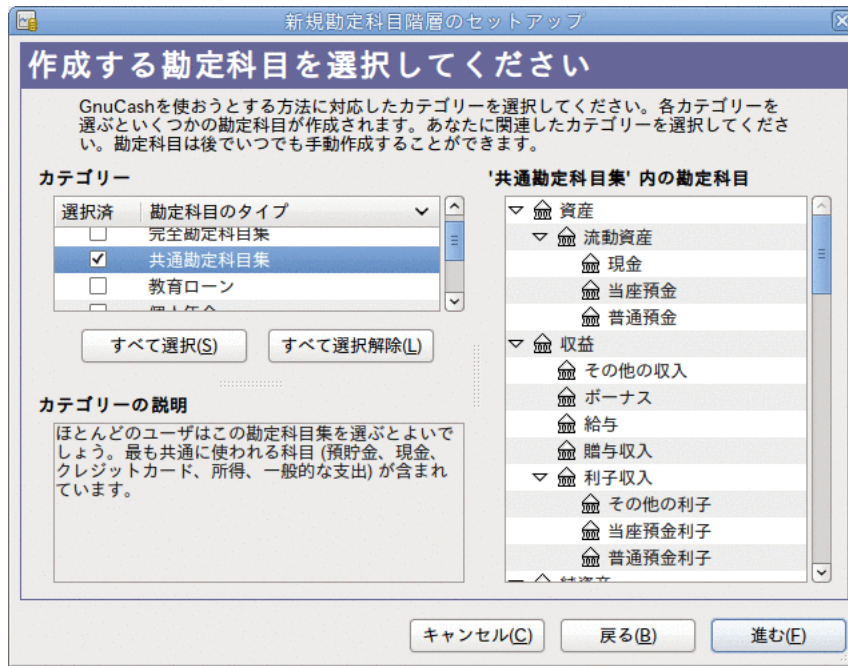 新規勘定科目階層のセットアップ
作成する勘定科目を選択してください
GnuCashを使おうとする方法に対応したカテゴリーを選択してください。各カテゴリーを
選ぶといくつかの勘定科目が作成されます。あなたに関連したカテゴリーを選択してくださ
い。勘定科目は後でいつでも手動作成することができます。
カテゴリー
選択済 勘定科目のタイプ
完全勘定科目集
共通勘定科目集
教育ローン
すべて選択(S) すべて選択解除(L)
カテゴリーの説明
ほとんどのユーザはこの勘定科目集を選ぶとよいで
しょう。最も共通に使われる科目 (預貯金、現金、
クレジットカード、所得、一般的な支出) が含まれ
ています。
'共通勘定科目集' 内の勘定科目
資産
流動資産
現金
当座預金
普通預金
収益
その他の収入
ボーナス
給与
贈与収入
利子収入
その他の利子
当座預金利子
普通預金利子
キャンセル(C) 戻る(B) 進む(F)